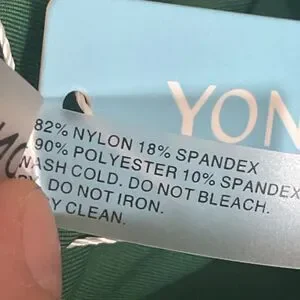 YON
82% NYLON 18% SPANDEX
90% POLYESTER 10% SPANDEX
WASH COLD. DO NOT BLEACH.
DO NOT IRON.
CLEAN.